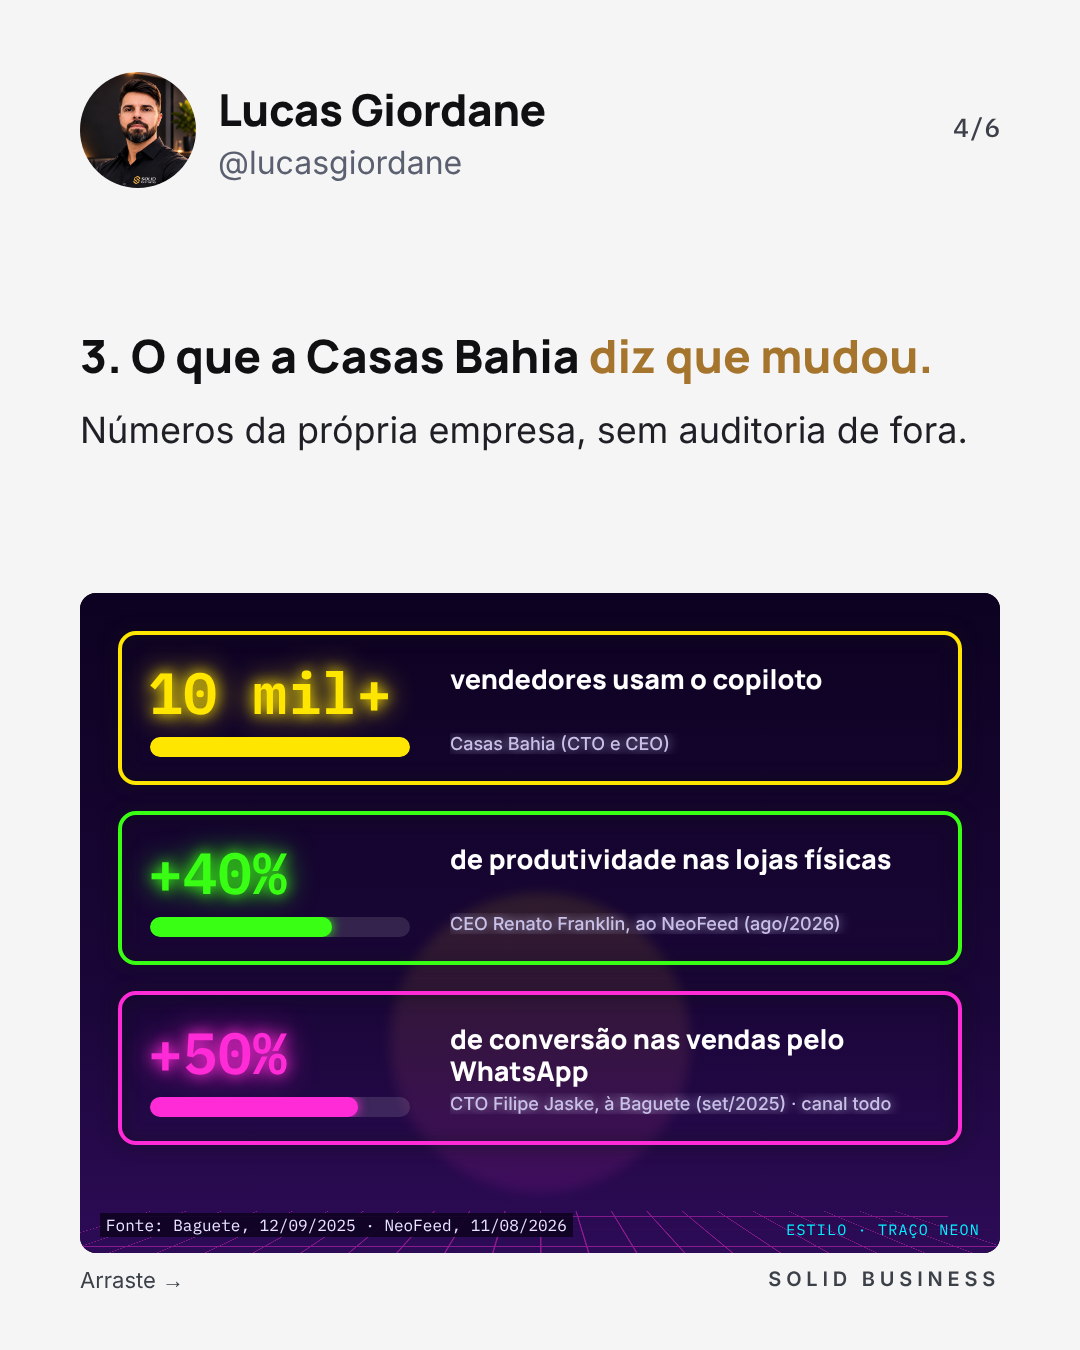 Lucas Giordane
@lucasgiordane
4/6
3. O que a Casas Bahia diz que mudou.
Números da própria empresa, sem auditoria de fora.
10 mil+
vendedores usam o copiloto
Casas Bahia (CTO e CEO)
+40%
de produtividade nas lojas físicas
CEO Renato Franklin, ao NeoFeed (ago/2026)
+50%
de conversão nas vendas pelo
WhatsApp
CTO Filipe Jaske, à Baguete (set/2025) · canal todo
Fonte: Baguete, 12/09/2025 · NeoFeed, 11/08/2026
ESTILO · TRAÇO NEON
Arraste →
SOLID BUSINESS